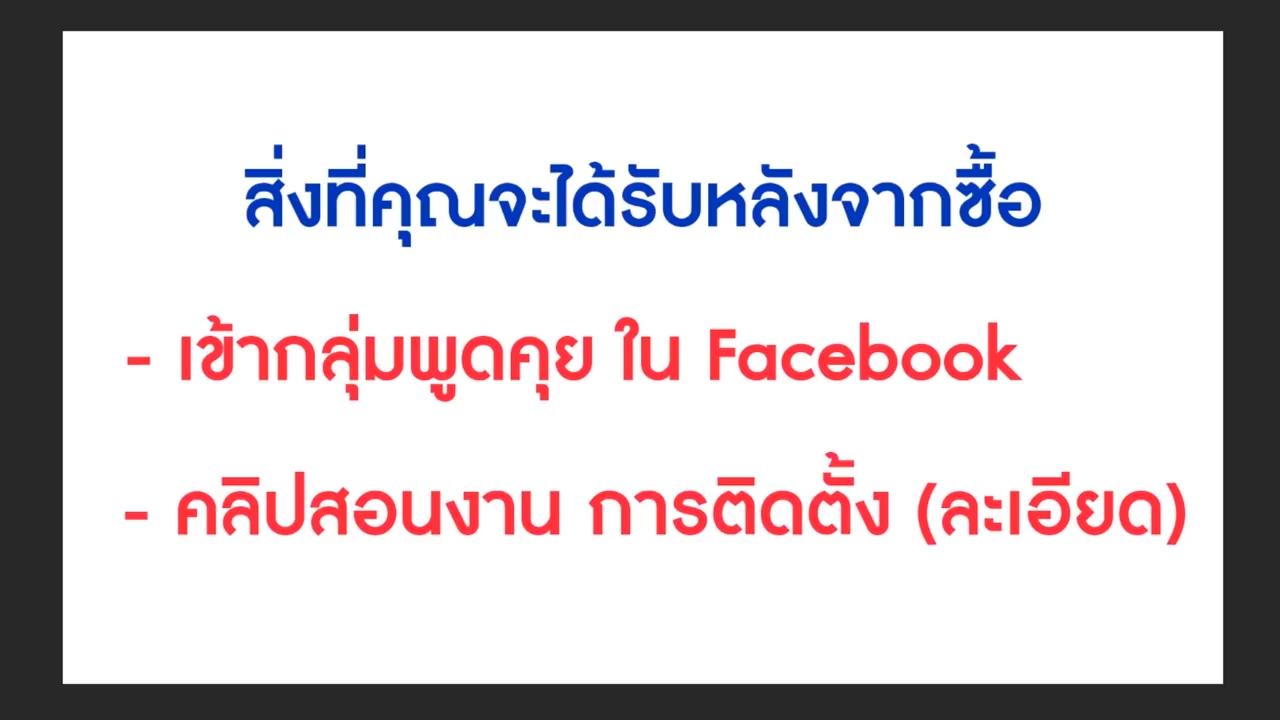 สิ่งที่คุณจะได้รับหลังจากซื้อ
- เข้ากลุ่มพูดคุย ใน Facebook
- คลิปสอนงาน การติดตั้ง (ละเอียด)